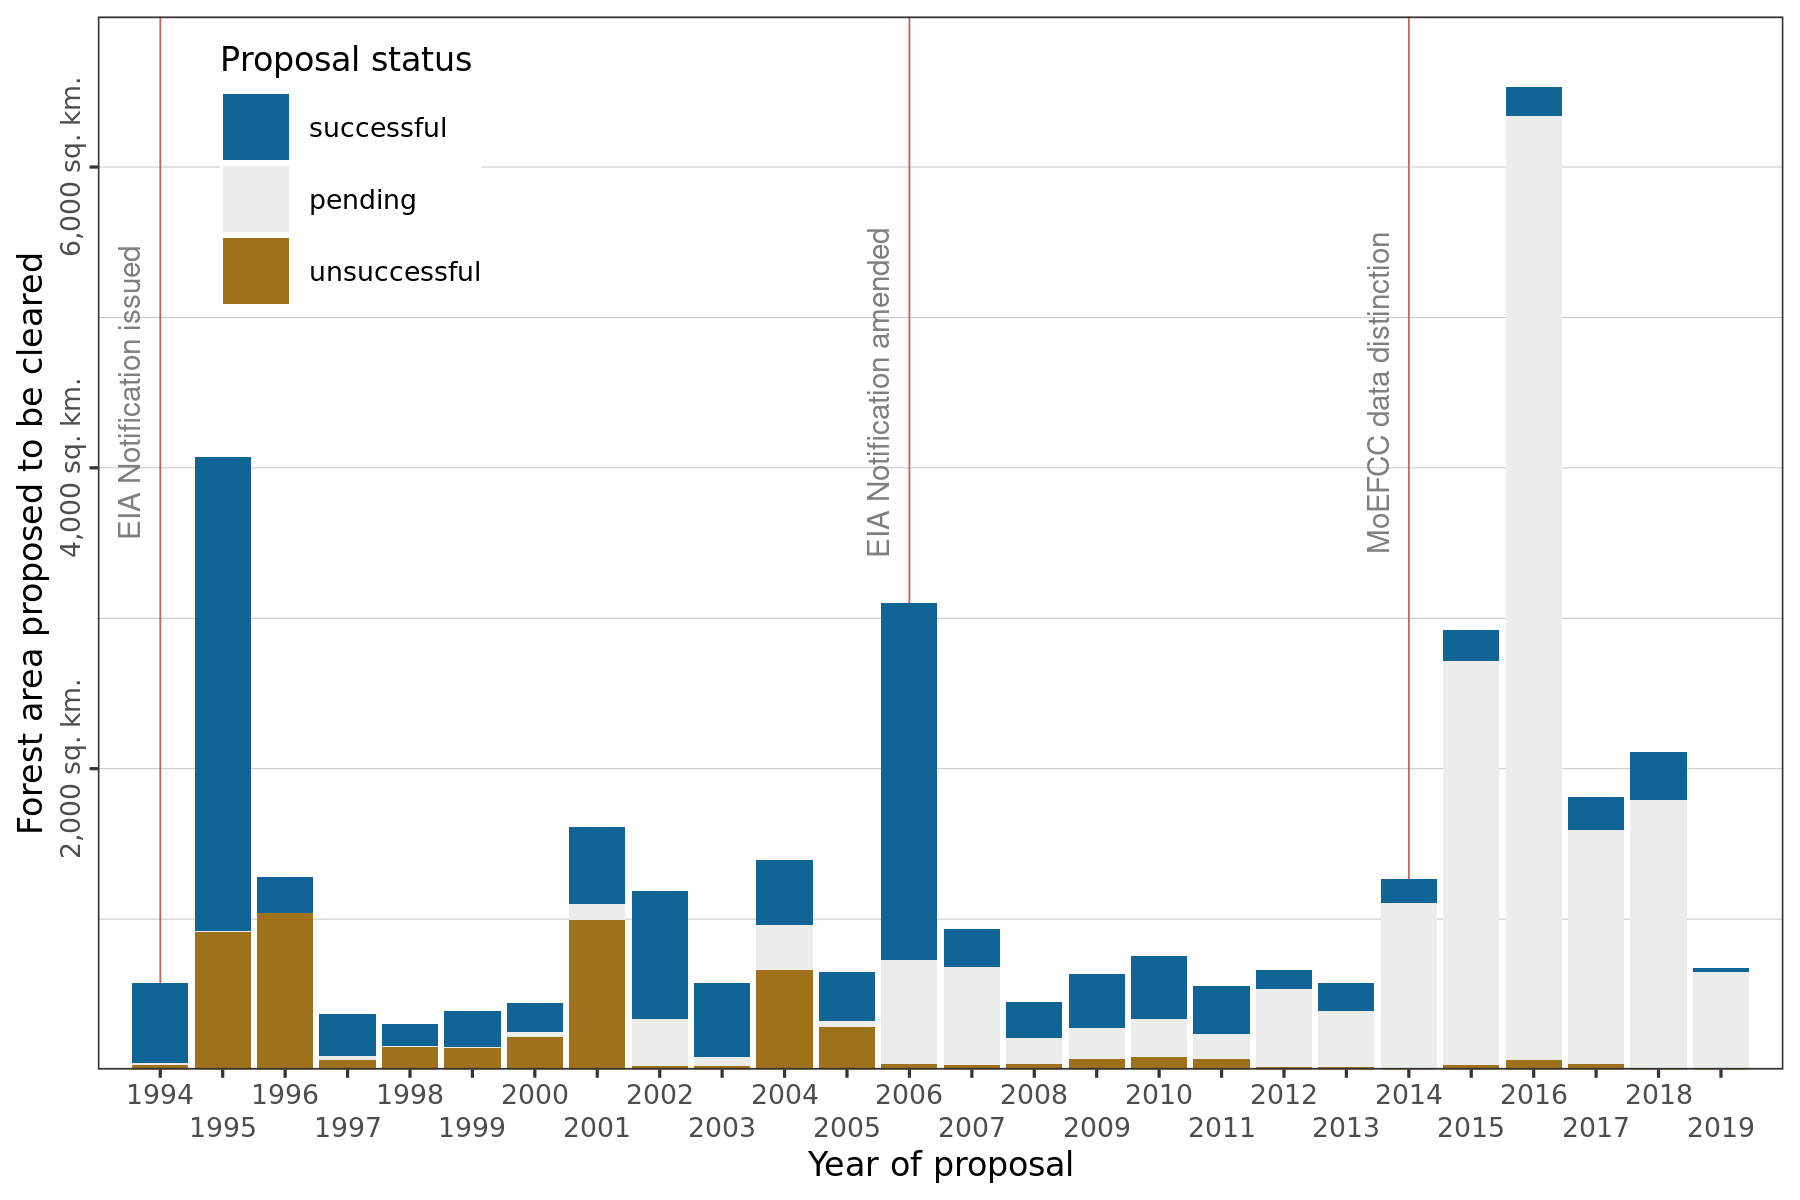 Proposal status
successful
pending
unsuccessful
EIA Notification issued
EIA Notification amended
MoEFCC data distinction
Forest area proposed to be cleared
6,000 sq. km.
4,000 sq. km.
2,000 sq. km.
1994 1996 1998 2000 2002 2004 2006 2008 2010 2012 2014 2016 2018
1995 1997 1999 2001 2003 2005 2007 2009 2011 2013 2015 2017 2019
Year of proposal